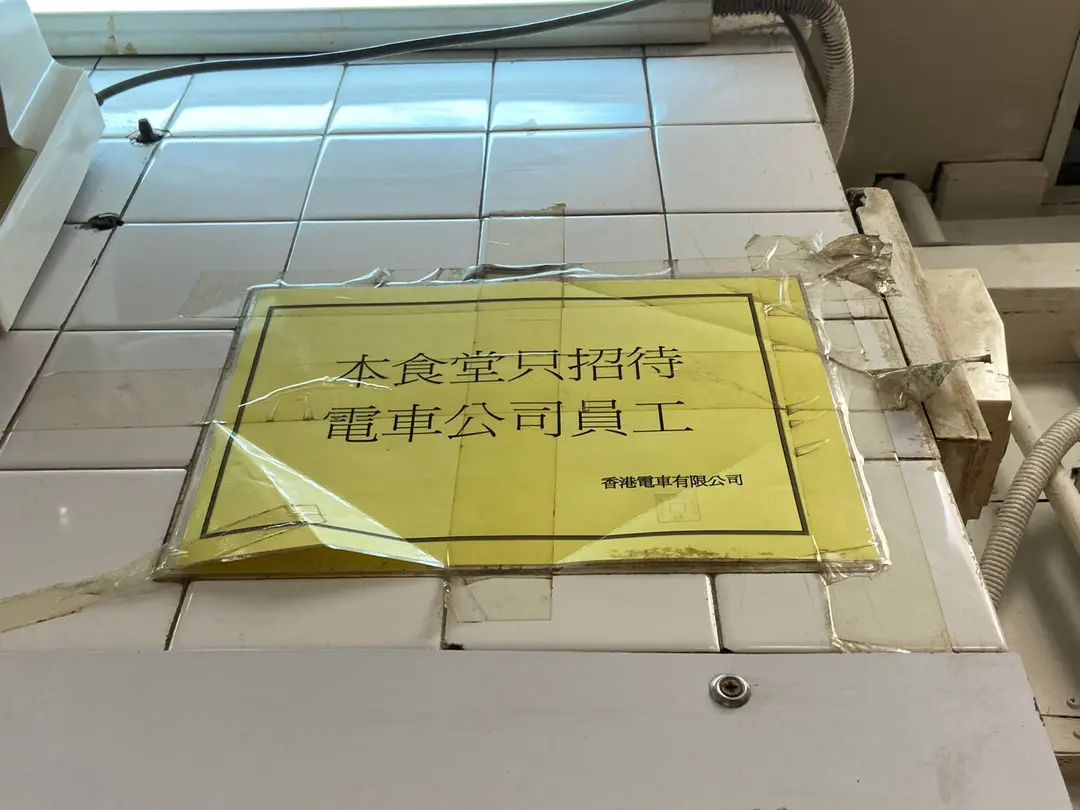 本食堂只招待
電車公司員工
香港電車有限公司